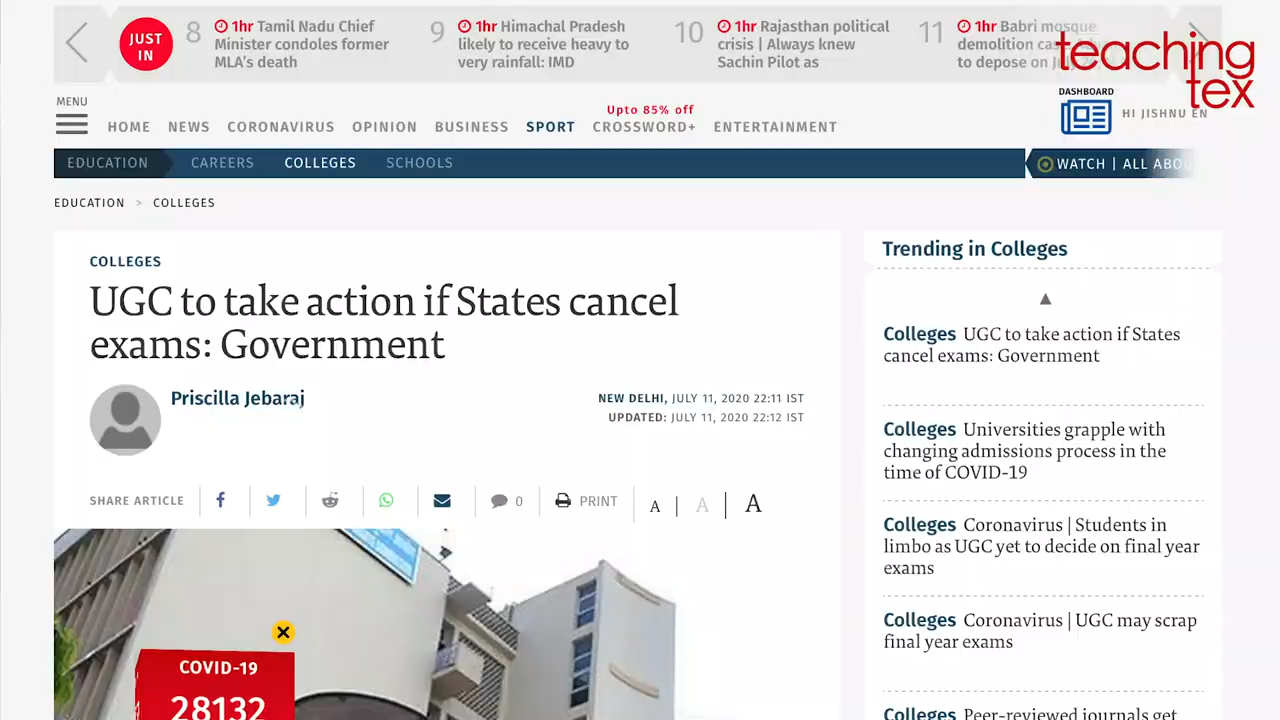 JUST IN
8 1hr Tamil Nadu Chief
Minister condoles former
MLA's death
9 1hr Himachal Pradesh
likely to receive heavy to
very rainfall: IMD
10 1hr Rajasthan political
crisis | Always knew
Sachin Pilot as
11 1hr Babri mosque
demolition
to depose on
teaching
tex
MENU
HOME NEWS CORONAVIRUS OPINION BUSINESS SPORT CROSSWORD+ ENTERTAINMENT
Upto 85% off
DASHBOARD
HI JISHNU EN
EDUCATION CAREERS COLLEGES SCHOOLS
WATCH | ALL
EDUCATION > COLLEGES
COLLEGES
UGC to take action if States cancel
exams: Government
Priscilla Jebaraj
NEW DELHI, JULY 11, 2020 22:11 IST
UPDATED: JULY 11, 2020 22:12 IST
SHARE ARTICLE
0
PRINT
A | A | A
COVID-19
28132
Trending in Colleges
Colleges UGC to take action if States
cancel exams: Government
Colleges Universities grapple with
changing admissions process in the
time of COVID-19
Colleges Coronavirus | Students in
limbo as UGC yet to decide on final year
exams
Colleges Coronavirus | UGC may scrap
final year exams
Colleges Peer-reviewed journals get